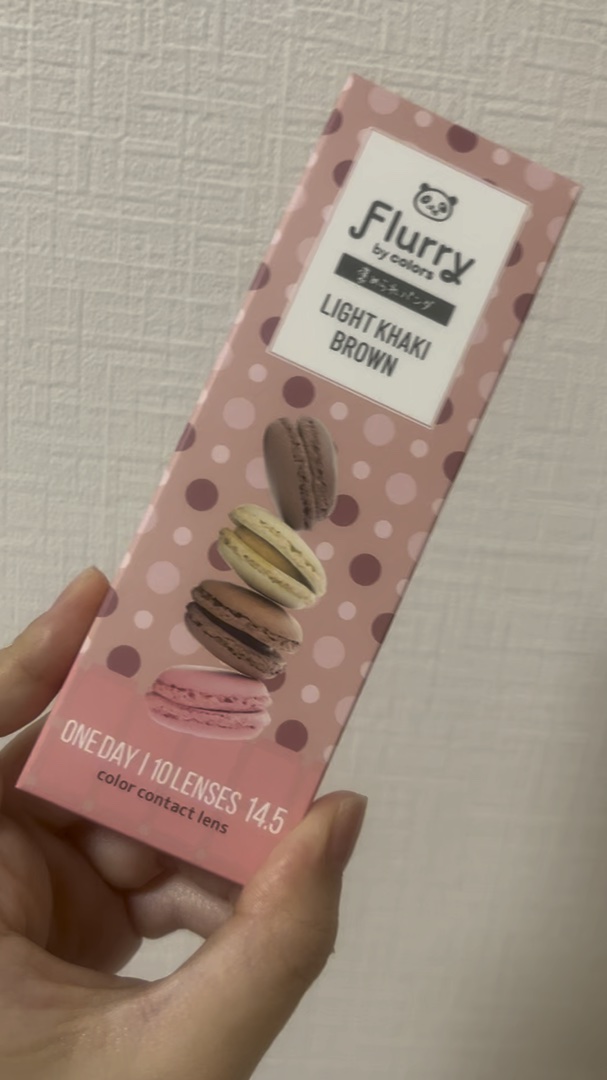 Flurry
by colors
LIGHT KHAKI
BROWN
ONE DAY | 10 LENSES 14.5
color contact lens